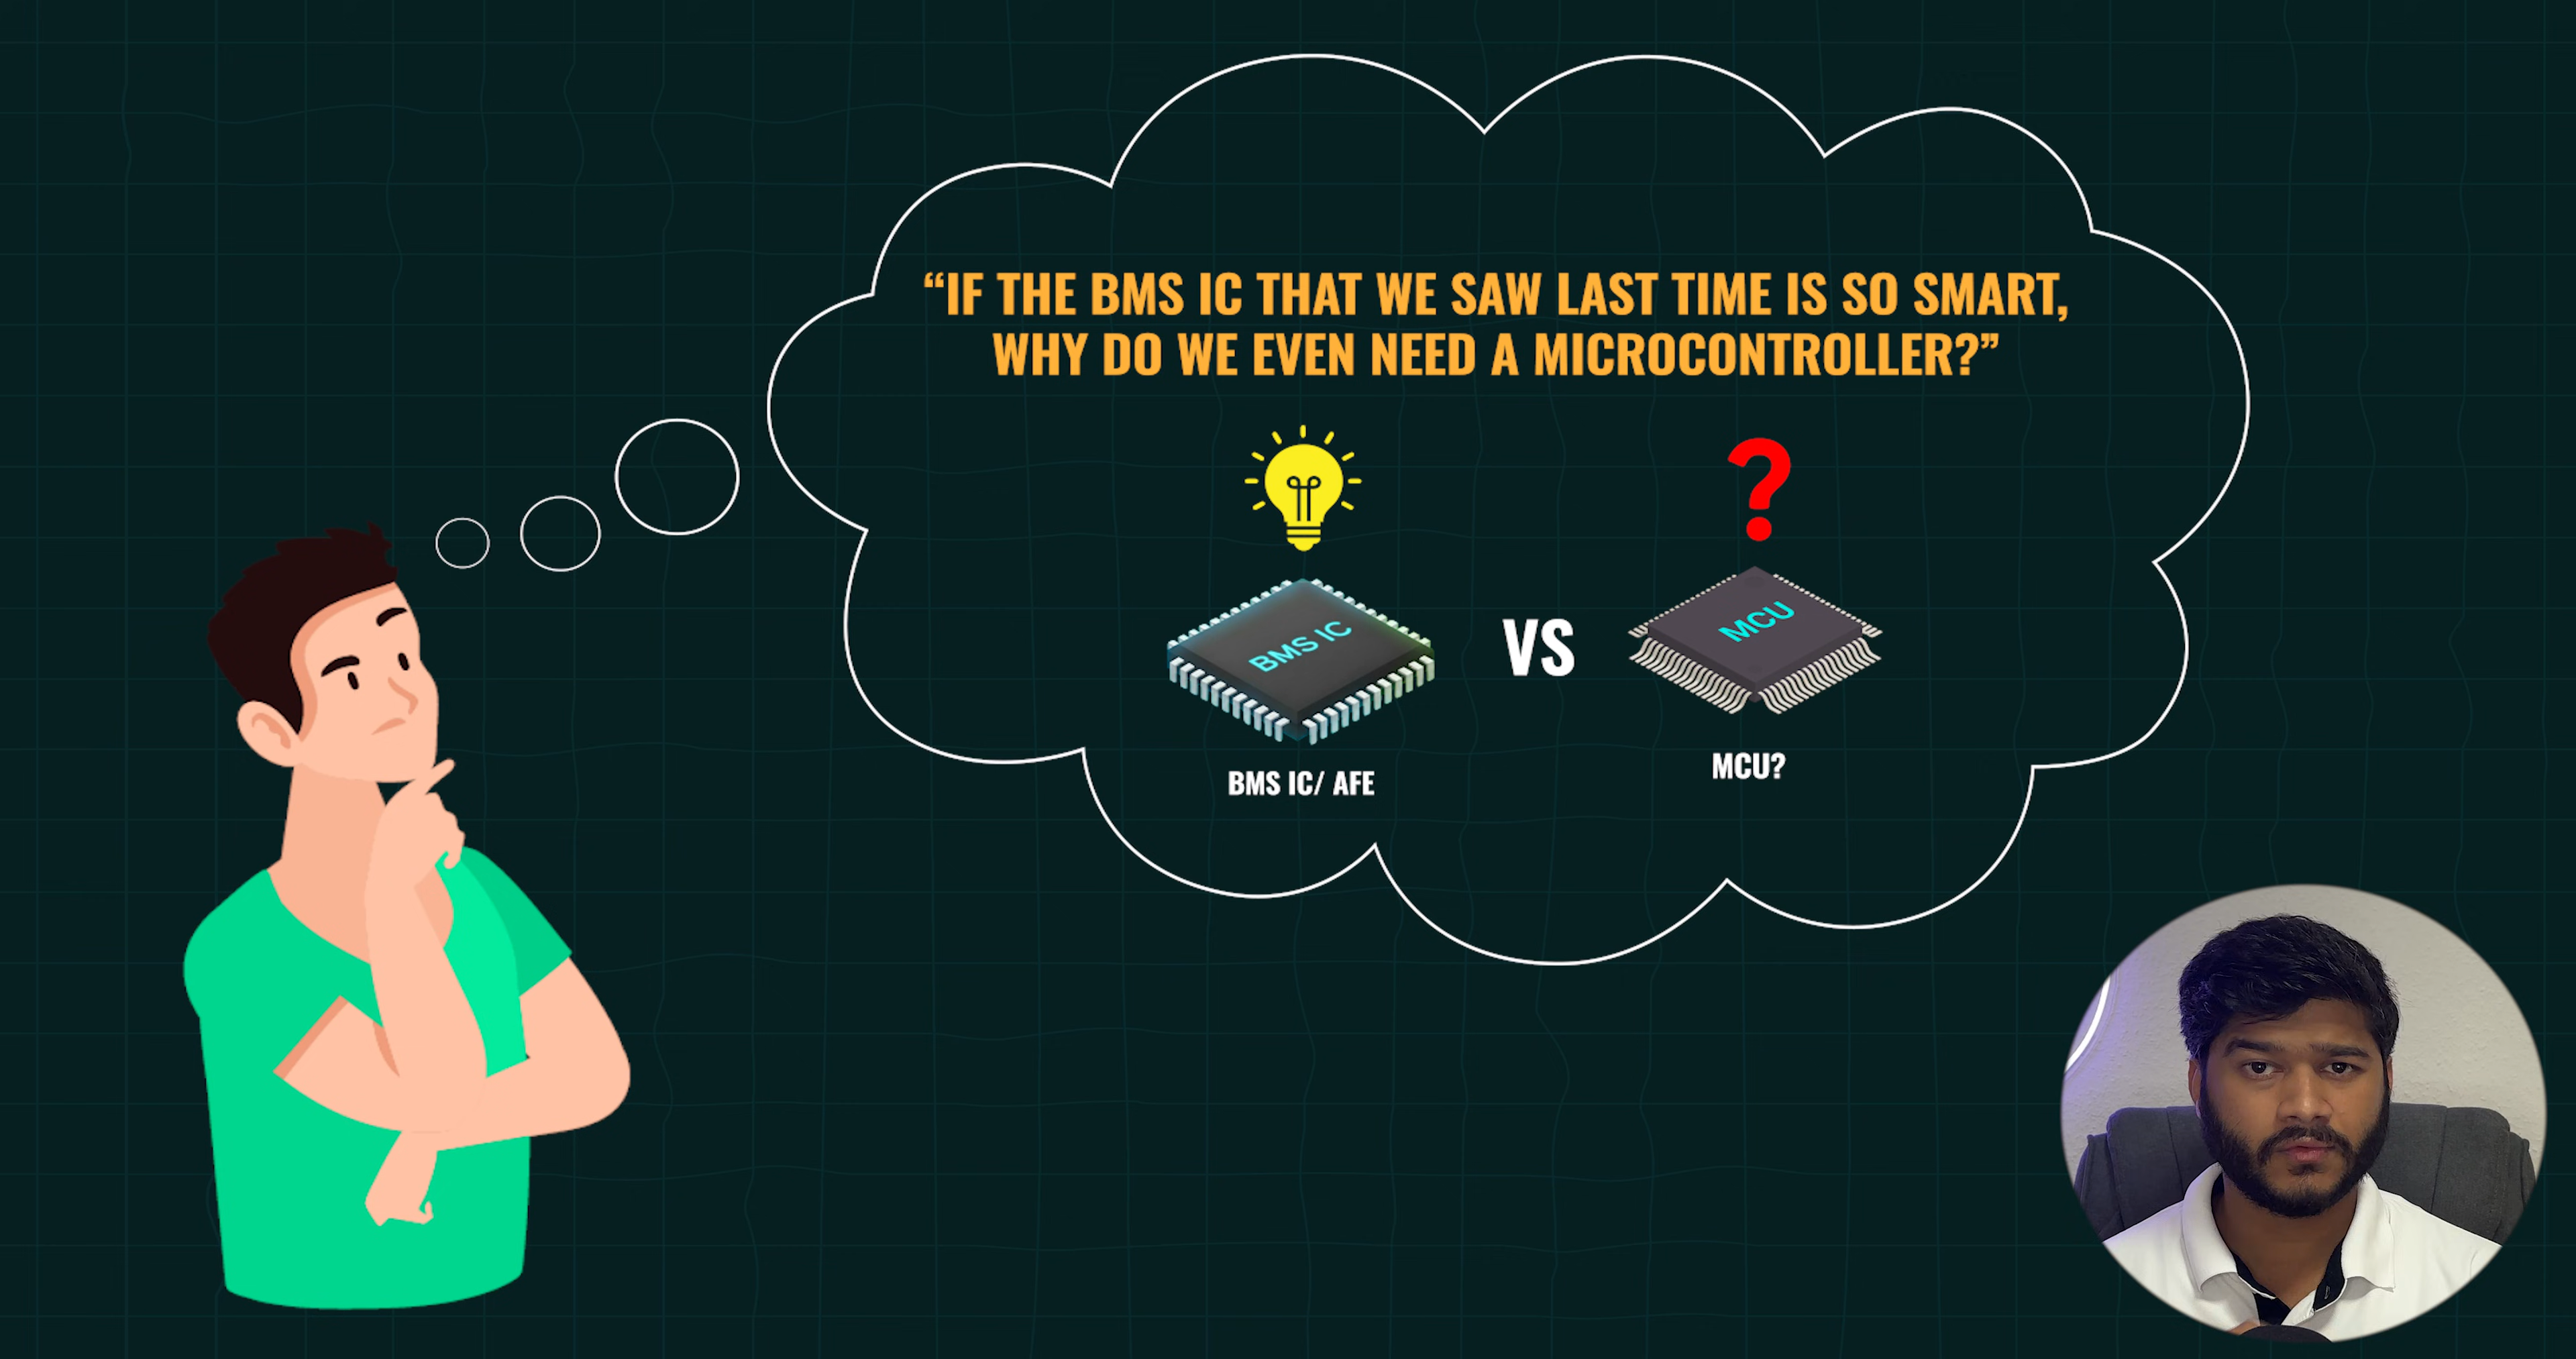 “IF THE BMS IC THAT WE SAW LAST TIME IS SO SMART,
WHY DO WE EVEN NEED A MICROCONTROLLER?”
?
BMS IC
VS
MCU
BMS IC/ AFE
MCU?